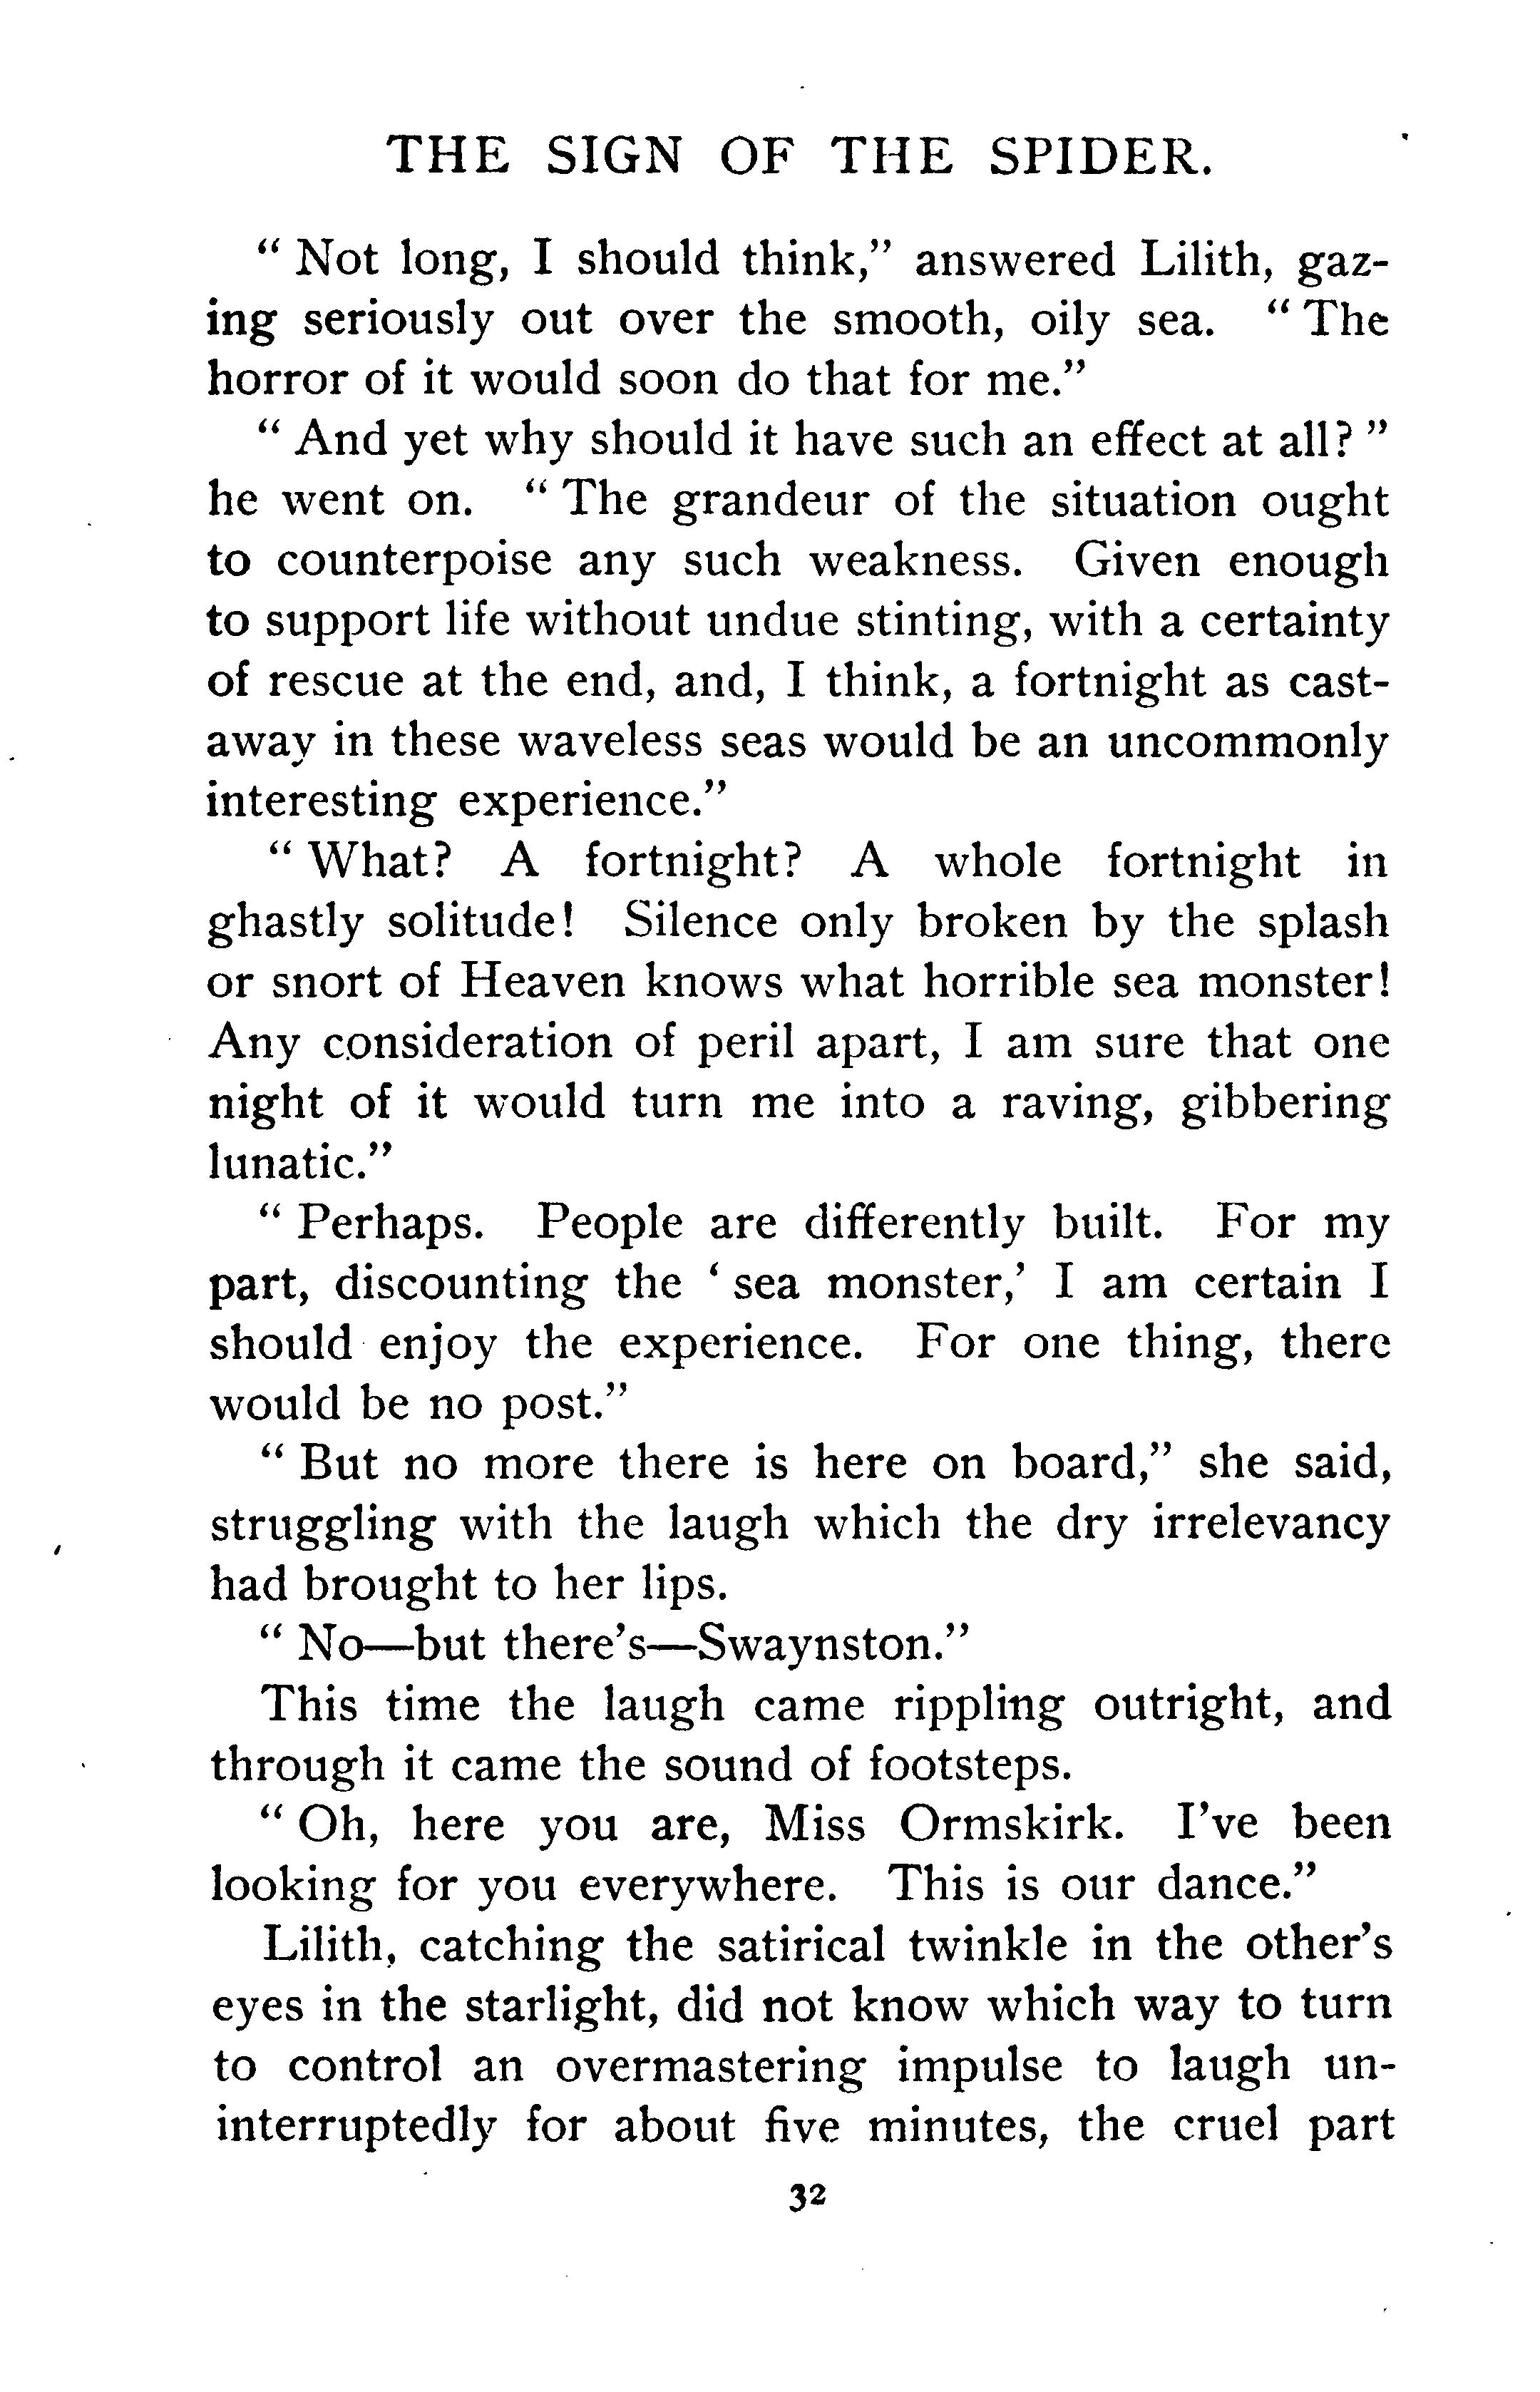 THE SIGN OF THE SPIDER.
“ Not long, I should think,” answered Lilith, gaz-
ing seriously out over the smooth, oily sea. “ The
horror of it would soon do that for me.”
“ And yet why should it have such an effect at all? ”
he went on. “ The grandeur of the situation ought
to counterpoise any such weakness. Given enough
to support life without undue stinting, with a certainty
of rescue at the end, and, I think, a fortnight as cast-
away in these waveless seas would be an uncommonly
interesting experience.”
“ What? A fortnight? A whole fortnight in
ghastly solitude! Silence only broken by the splash
or snort of Heaven knows what horrible sea monster!
Any consideration of peril apart, I am sure that one
night of it would turn me into a raving, gibbering
lunatic.”
“ Perhaps. People are differently built. For my
part, discounting the ‘ sea monster,’ I am certain I
should enjoy the experience. For one thing, there
would be no post.”
“ But no more there is here on board,” she said,
struggling with the laugh which the dry irrelevancy
had brought to her lips.
“ No—but there’s—Swaynston.”
This time the laugh came rippling outright, and
through it came the sound of footsteps.
“ Oh, here you are, Miss Ormskirk. I’ve been
looking for you everywhere. This is our dance.”
Lilith, catching the satirical twinkle in the other’s
eyes in the starlight, did not know which way to turn
to control an overmastering impulse to laugh un-
interruptedly for about five minutes, the cruel part
32